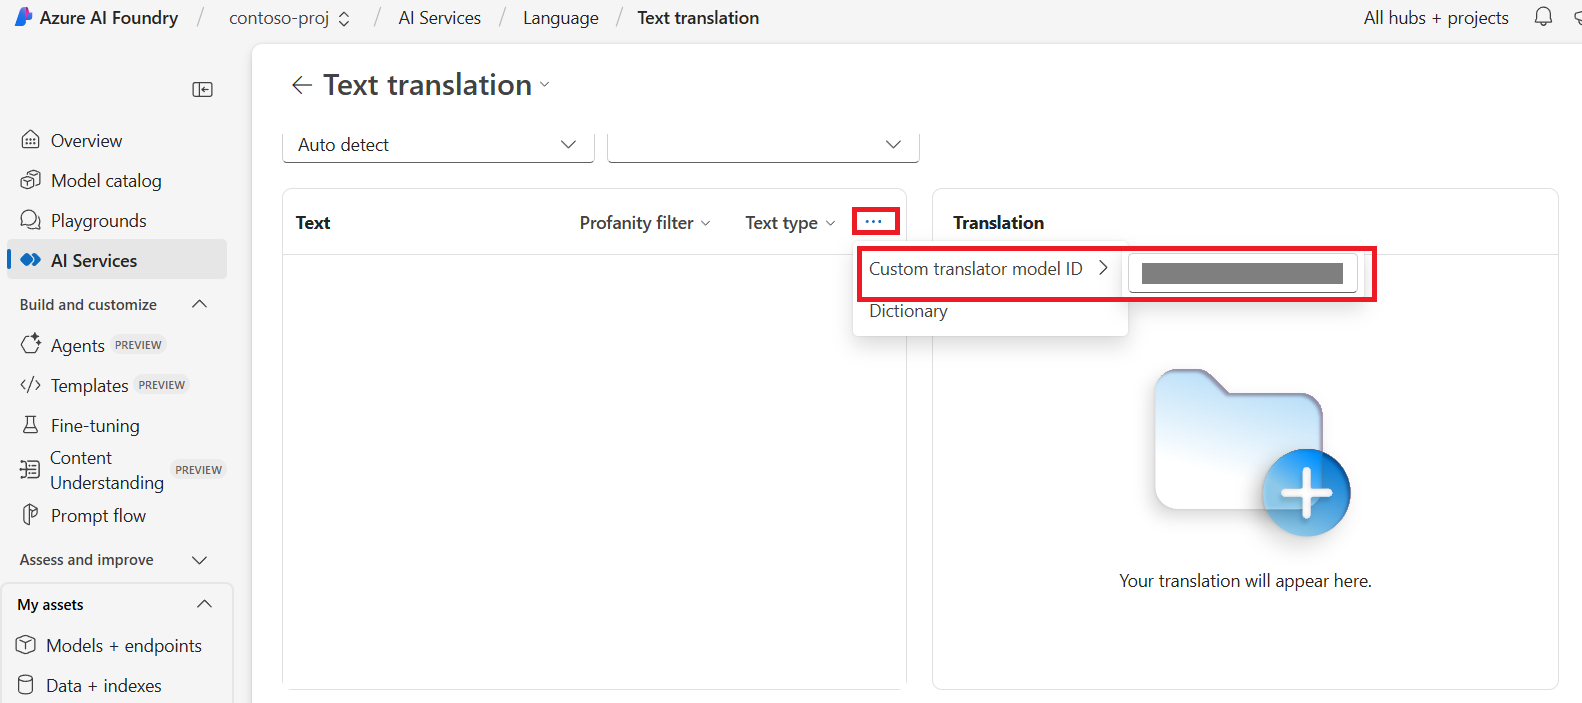 Azure AI Foundry / contoso-proj / AI Services / Language / Text translation
All hubs + projects
Text translation
Overview
Model catalog
Playgrounds
AI Services
Build and customize
Agents PREVIEW
Templates PREVIEW
Fine-tuning
Content
Understanding PREVIEW
Prompt flow
Assess and improve
My assets
Models + endpoints
Data + indexes
Auto detect
Text Profanity filter Text type ...
Custom translator model ID
Dictionary
Translation
Your translation will appear here.